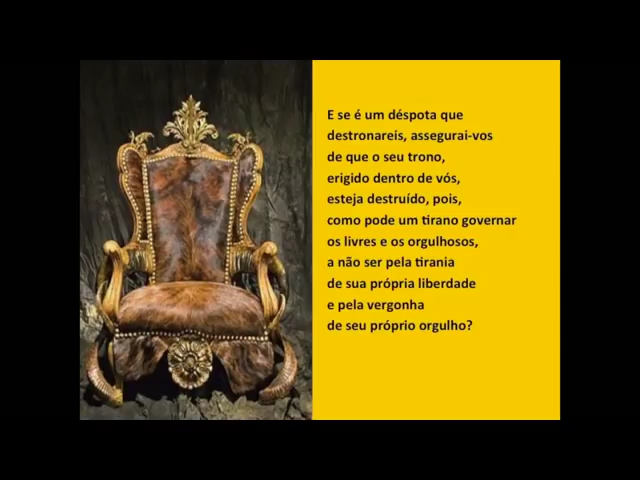 E se é um déspota que
destronareis, assegurai-vos
de que o seu trono,
erigido dentro de vós,
esteja destruído, pois,
como pode um tirano governar
os livres e os orgulhosos,
a não ser pela tirania
de sua própria liberdade
e pela vergonha
de seu próprio orgulho?